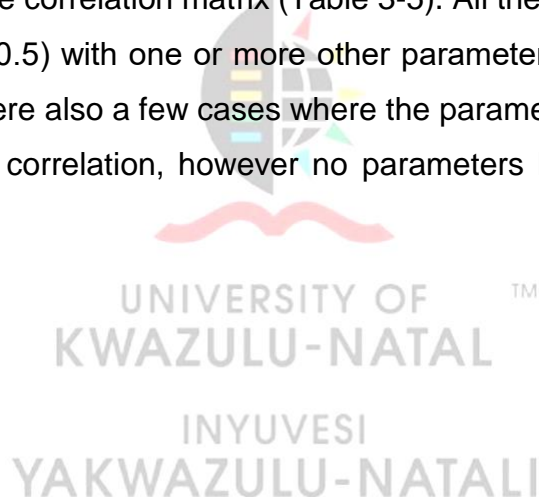 e correlation matrix (Table 3-5). All the
0.5) with one or more other parameter
ere also a few cases where the parame
correlation, however no parameters
UNIVERSITY OF TM
KWAZULU-NATAL
INYUVESI
YAKWAZULU-NATALI